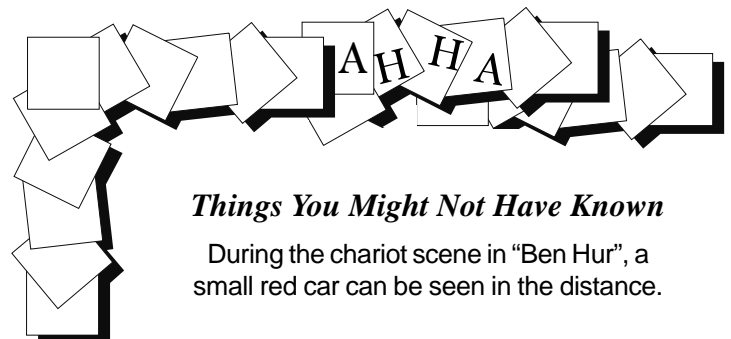 AHHA
Things You Might Not Have Known
During the chariot scene in “Ben Hur”, a
small red car can be seen in the distance.